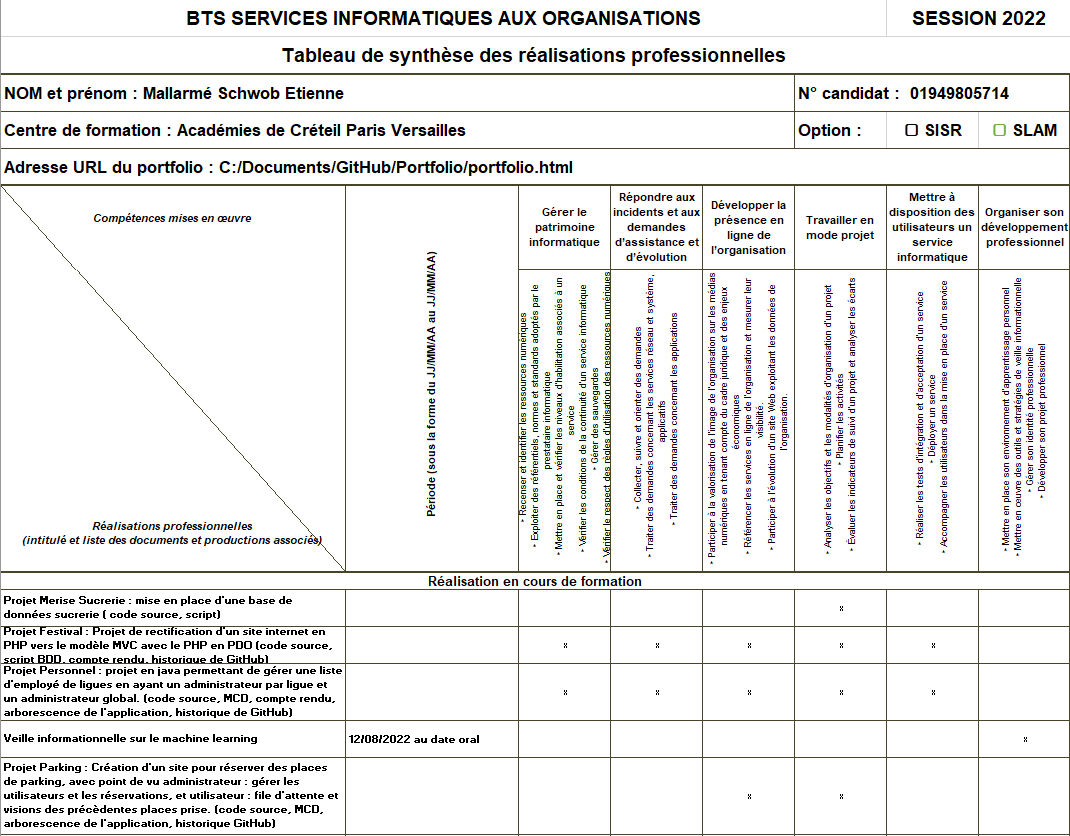 BTS SERVICES INFORMATIQUES AUX ORGANISATIONS
SESSION 2022
Tableau de synthèse des réalisations professionnelles
NOM et prénom : Mallarmé Schwob Etienne
N° candidat : 01949805714
Centre de formation : Académies de Créteil Paris Versailles
Option :
▢ SISR
▢ SLAM
Adresse URL du portfolio : C:/Documents/GitHub/Portfolio/portfolio.html
Compétences mises en œuvre
Réalisations professionnelles
(intitulé et liste des documents et productions associés)
Période (sous la forme du JJ/MM/AA au JJ/MM/AA)
Gérer le
patrimoine
informatique
Répondre aux
incidents et aux
demandes
d'assistance et
d'évolution
Développer la
présence en
ligne de
l'organisation
Travailler en
mode projet
Mettre à
disposition des
utilisateurs un
service
informatique
Organiser son
développement
professionnel
‣ Recenser et identifier les ressources numériques
‣ Exploiter des référentiels, normes et standards adoptés par le
prestataire informatique
‣ Mettre en place et vérifier les niveaux d'habilitation associés à un
service
‣ Vérifier les conditions de la continuité d'un service informatique
‣ Gérer des sauvegardes
‣ Vérifier le respect des règles d'utilisation des ressources numériques
‣ Collecter, suivre et orienter des demandes
‣ Traiter des demandes concernant les services réseau et système,
applicatifs
‣ Traiter des demandes concernant les applications
‣ Participer à la valorisation de l'image de l'organisation sur les médias
numériques en tenant compte du cadre juridique et des enjeux
économiques
‣ Référencer les services en ligne de l'organisation et mesurer leur
visibilité.
‣ Participer à l'évolution d'un site Web exploitant les données de
l'organisation.
‣ Analyser les objectifs et les modalités d'organisation d'un projet
‣ Planifier les activités
‣ Évaluer les indicateurs de suivi d'un projet et analyser les écarts
‣ Réaliser les tests d'intégration et d'acceptation d'un service
‣ Déployer un service
‣ Accompagner les utilisateurs dans la mise en place d'un service
‣ Mettre en place son environnement d'apprentissage personnel
‣ Mettre en œuvre des outils et stratégies de veille informationnelle
‣ Gérer son identité professionnelle
‣ Développer son projet professionnel
Réalisation en cours de formation
Projet Merise Sucrerie : mise en place d'une base de
données sucrerie ( code source, script)
x
Projet Festival : Projet de rectification d'un site internet en
PHP vers le modèle MVC avec le PHP en PDO (code source,
script BDD, compte rendu, historique de GitHub)
x x x x x
Projet Personnel : projet en java permettant de gérer une liste
d'employé de ligues en ayant un administrateur par ligue et
un administrateur global. (code source, MCD, compte rendu,
arborescence de l'application, historique de GitHub)
x x x x x
Veille informationnelle sur le machine learning
12/08/2022 au date oral
x
Projet Parking : Création d'un site pour réserver des places
de parking, avec point de vu administrateur : gérer les
utilisateurs et les réservations, et utilisateur : file d'attente et
visions des précèdentes places prise. (code source, MCD,
arborescence de l'application, historique GitHub)
x x